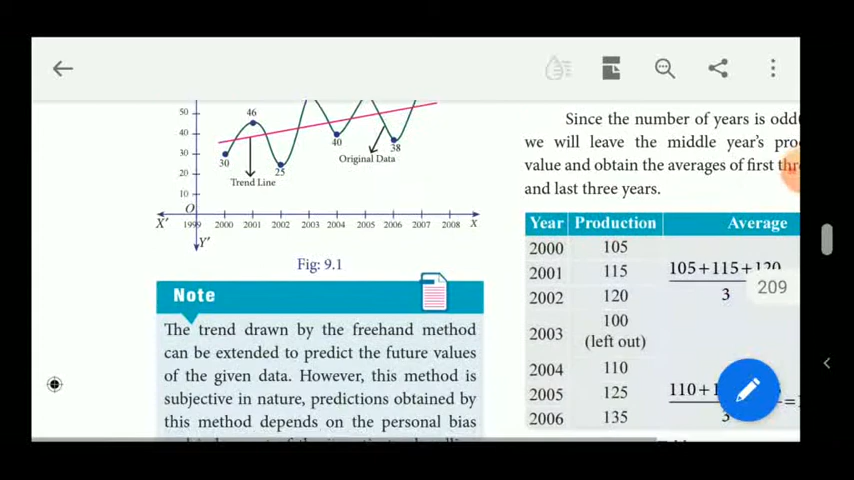 50
46
40
30
20
10
30
Trend Line
25
40
Original Data
38
O
X'
1999 2000 2001 2002 2003 2004 2005 2006 2007 2008 X
Y'
Fig: 9.1
Note
The trend drawn by the freehand method
can be extended to predict the future values
of the given data. However, this method is
subjective in nature, predictions obtained by
this method depends on the personal bias
Since the number of years is odd
we will leave the middle year's
value and obtain the averages of first
and last three years.
Year Production Average
2000 105
2001 115
2002 120
105+115+120
3
2003 100
(left out)
2004 110
2005 125
2006 135
110+
3
=
209